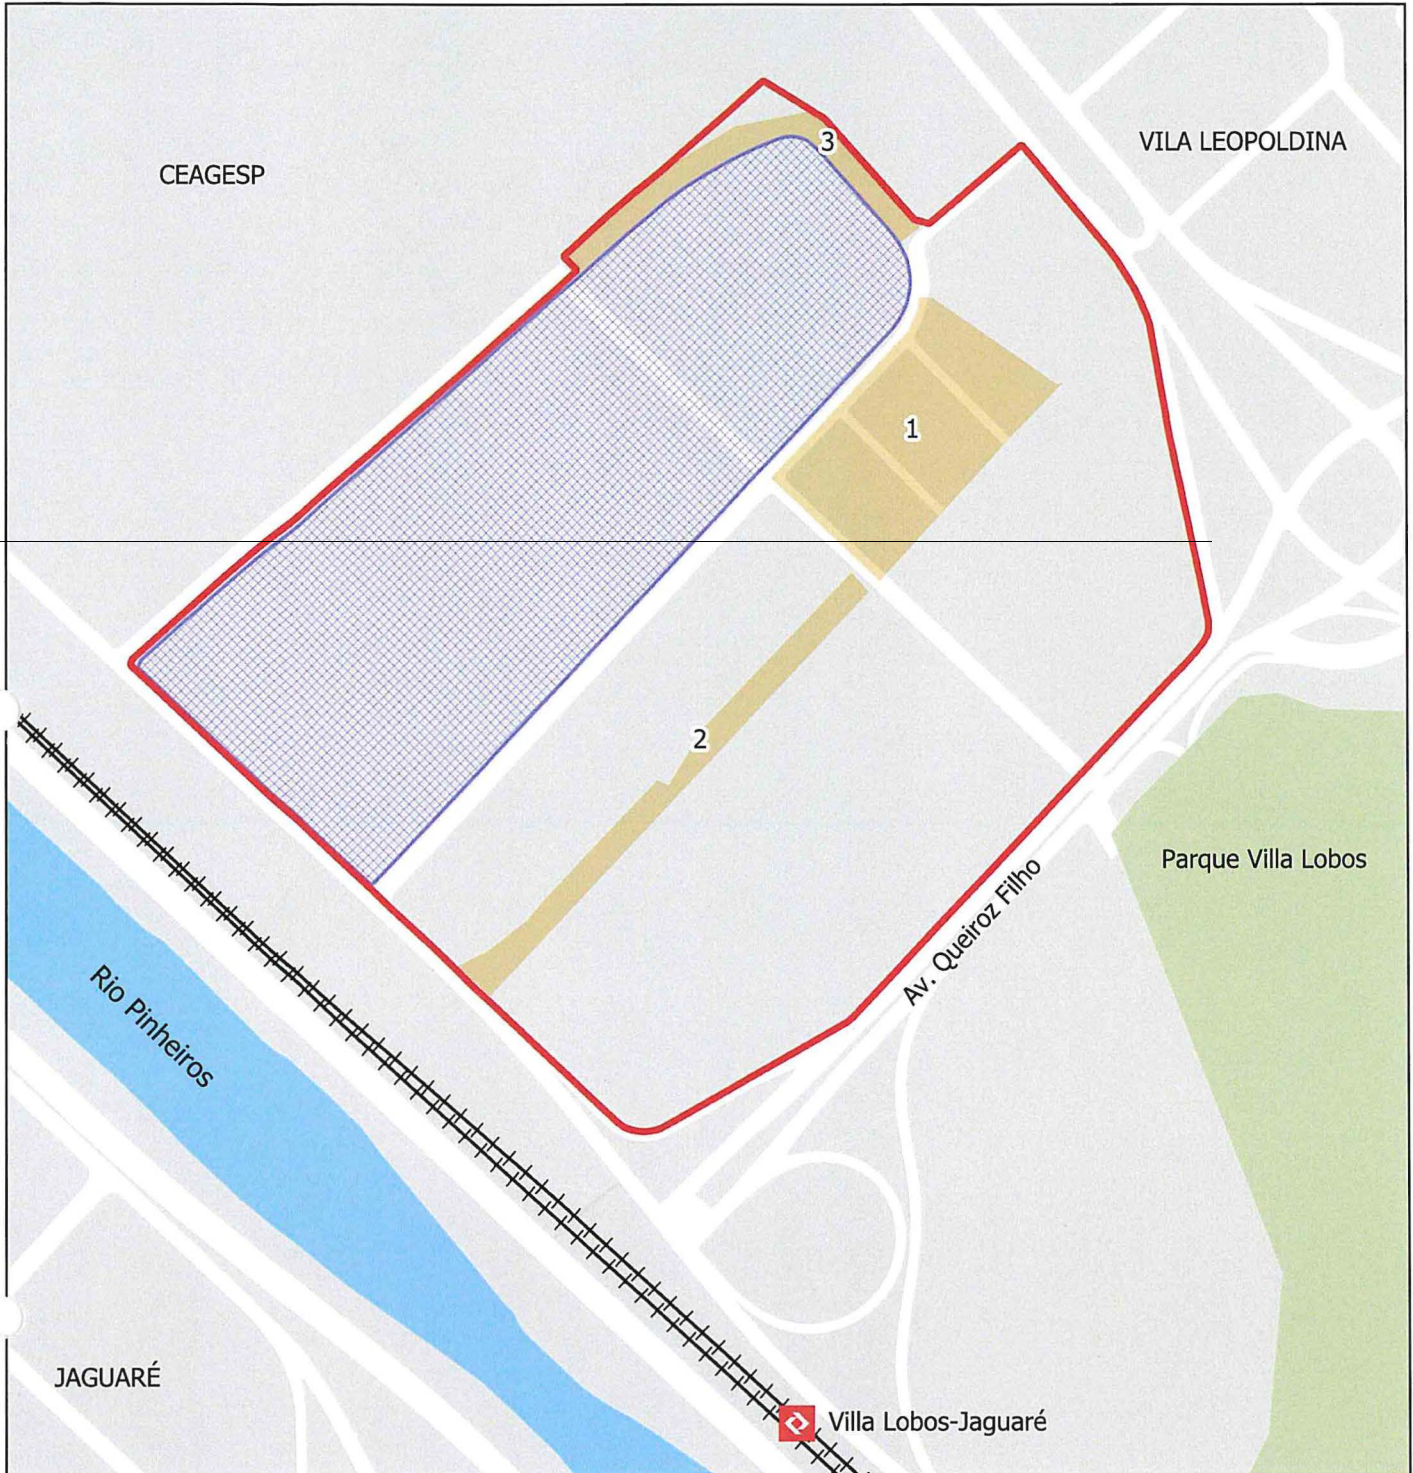 VILA LEOPOLDINA
3
CEAGESP
1
2
Parque Villa Lobos
Av. Queiroz Filho
Rio Pinheiros
JAGUARÉ
Villa Lobos-Jaguaré